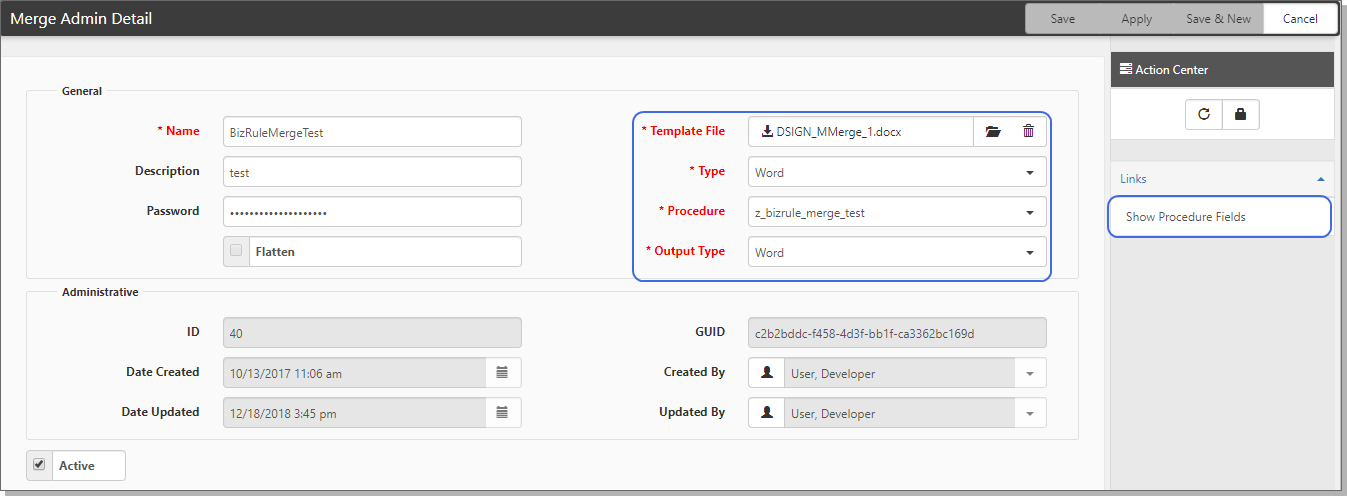 Merge Admin Detail
Save Apply Save & New Cancel
Action Center
General
* Name BizRuleMergeTest * Template File DSIGN_MMerge_1.docx
Description test * Type Word
Links
Password •••••••••••••••••••• * Procedure z_bizrule_merge_test
Show Procedure Fields
Flatten * Output Type Word
Administrative
ID 40 GUID c2b2bddc-f458-4d3f-bb1f-ca3362bc169d
Date Created 10/13/2017 11:06 am Created By User, Developer
Date Updated 12/18/2018 3:45 pm Updated By User, Developer
Active